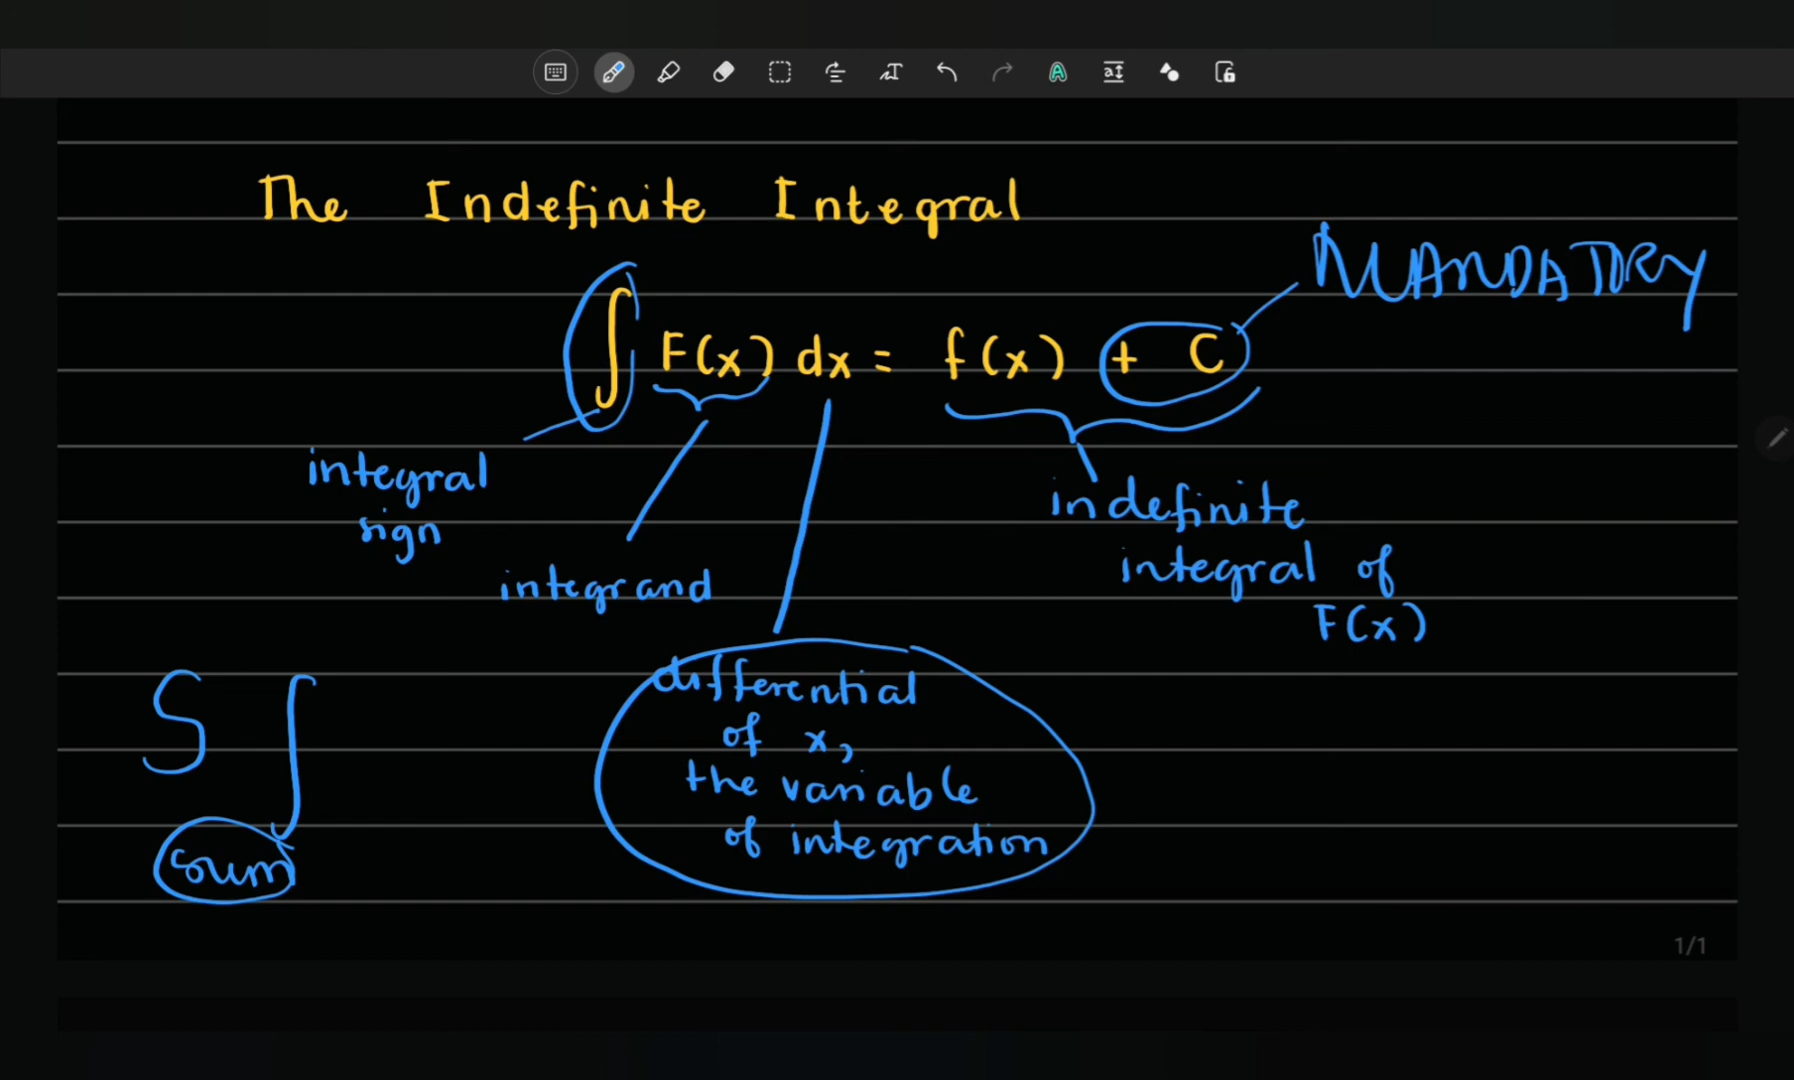 The Indefinite Integral
MANDATORY
∫ F(x) dx = f(x) + C
integral
sign
integrand
indefinite
integral of
F(x)
differential
of x,
the variable
of integration
S ∫
sum
1/1